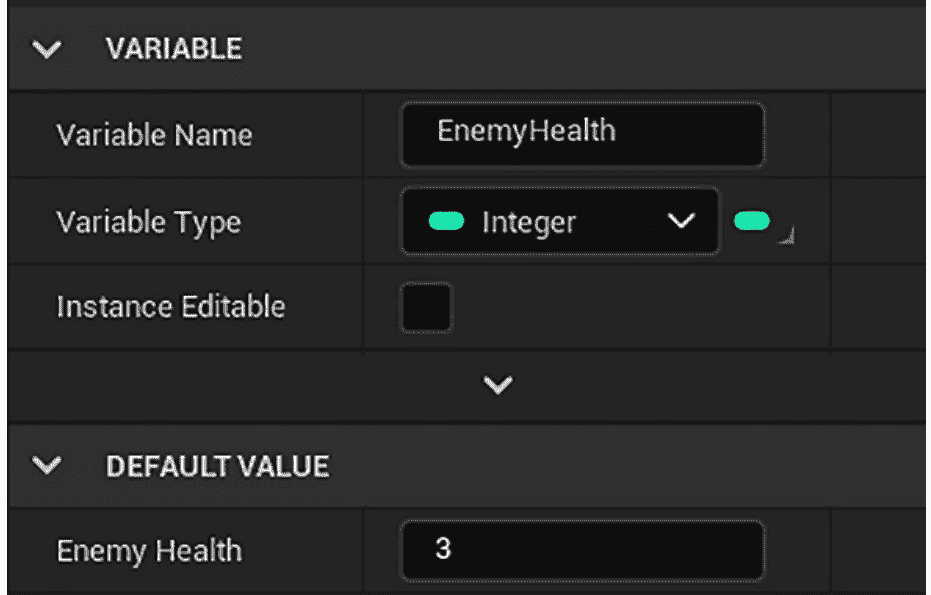 VARIABLE
Variable Name EnemyHealth
Variable Type Integer
Instance Editable
DEFAULT VALUE
Enemy Health 3